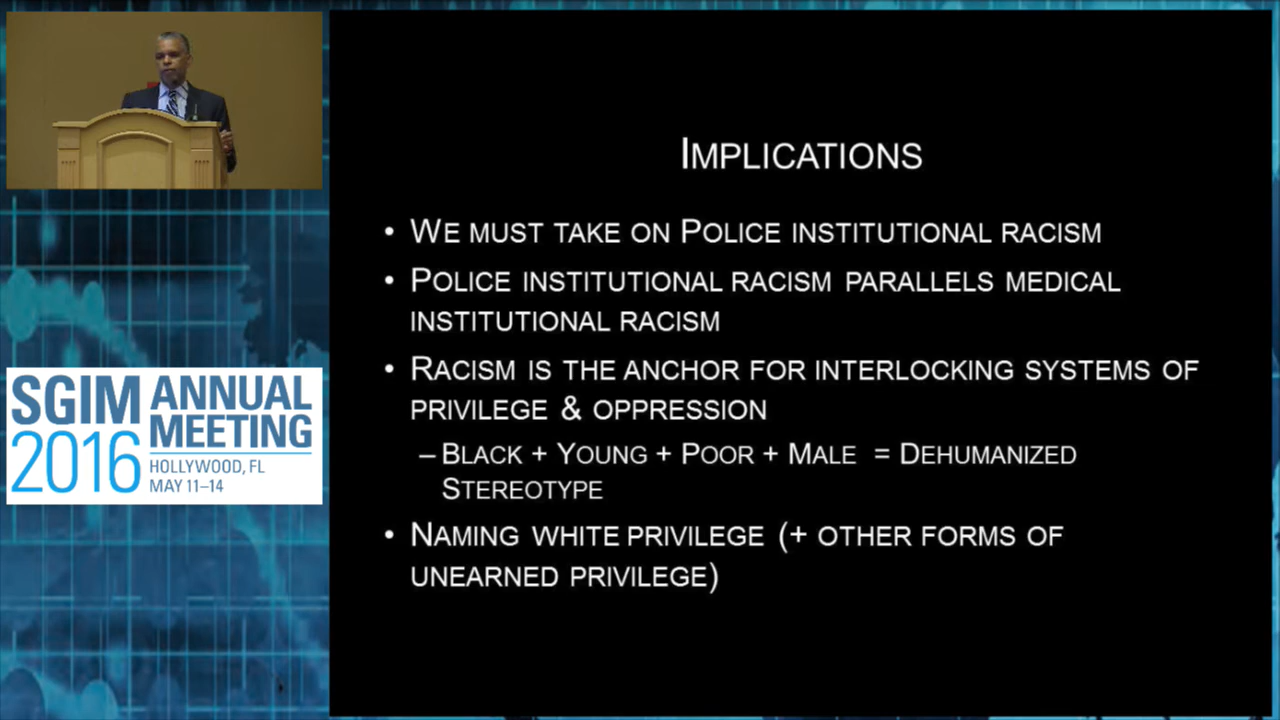 IMPLICATIONS
• WE MUST TAKE ON POLICE INSTITUTIONAL RACISM
• POLICE INSTITUTIONAL RACISM PARALLELS MEDICAL
INSTITUTIONAL RACISM
• RACISM IS THE ANCHOR FOR INTERLOCKING SYSTEMS OF
PRIVILEGE & OPPRESSION
– BLACK + YOUNG + POOR + MALE = DEHUMANIZED
STEREOTYPE
• NAMING WHITE PRIVILEGE (+ OTHER FORMS OF
UNEARNED PRIVILEGE)
SGIM ANNUAL
2016 MEETING
HOLLYWOOD, FL
MAY 11–14